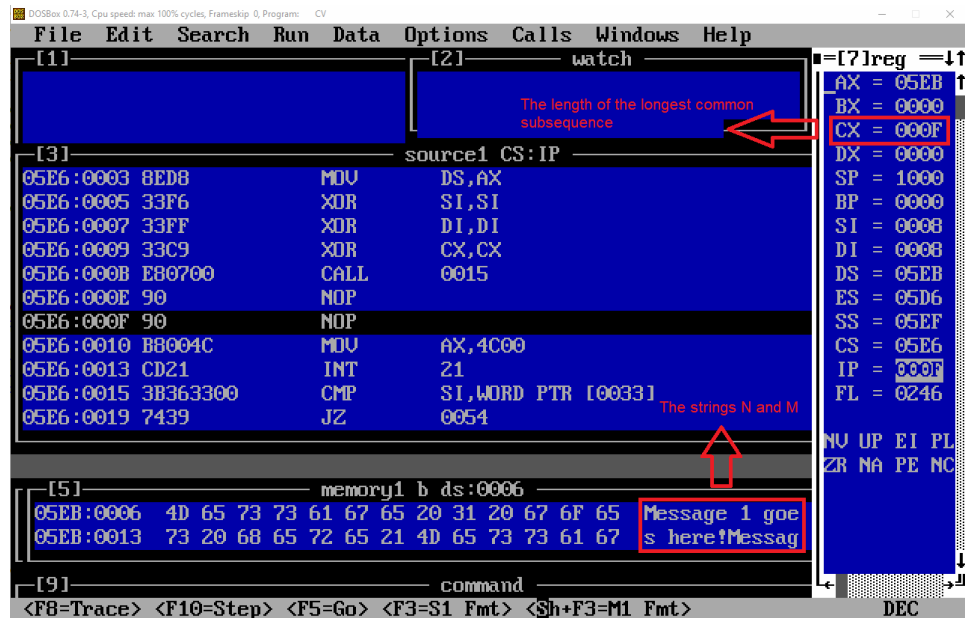 DOSBox 0.74-3, Cpu speed: max 100% cycles, Frameskip 0, Program: CV
File Edit Search Run Data Options Calls Windows Help
[1] [2] watch
The length of the longest common
subsequence
[3] source1 CS:IP
05E6:0003 8ED8 MOV DS,AX
05E6:0005 33F6 XOR SI,SI
05E6:0007 33FF XOR DI,DI
05E6:0009 33C9 XOR CX,CX
05E6:000B E80700 CALL 0015
05E6:000E 90 NOP
05E6:000F 90 NOP
05E6:0010 B8004C MOV AX,4C00
05E6:0013 CD21 INT 21
05E6:0015 3B363300 CMP SI,WORD PTR [0033]
05E6:0019 7439 JZ 0054
The strings N and M
[5] memory1 b ds:0006
05EB:0006 4D 65 73 73 61 67 65 20 31 20 67 6F 65 Message 1 goe
05EB:0013 73 20 68 65 72 65 21 4D 65 73 73 61 67 s here!Messag
[9] command
<F8=Trace> <F10=Step> <F5=Go> <F3=S1 Fmt> <Sh+F3=M1 Fmt> DEC
[7]reg
AX = 05EB
BX = 0000
CX = 000F
DX = 0000
SP = 1000
BP = 0000
SI = 0008
DI = 0008
DS = 05EB
ES = 05D6
SS = 05EF
CS = 05E6
IP = 000F
FL = 0246
NV UP EI PL
ZR NA PE NC